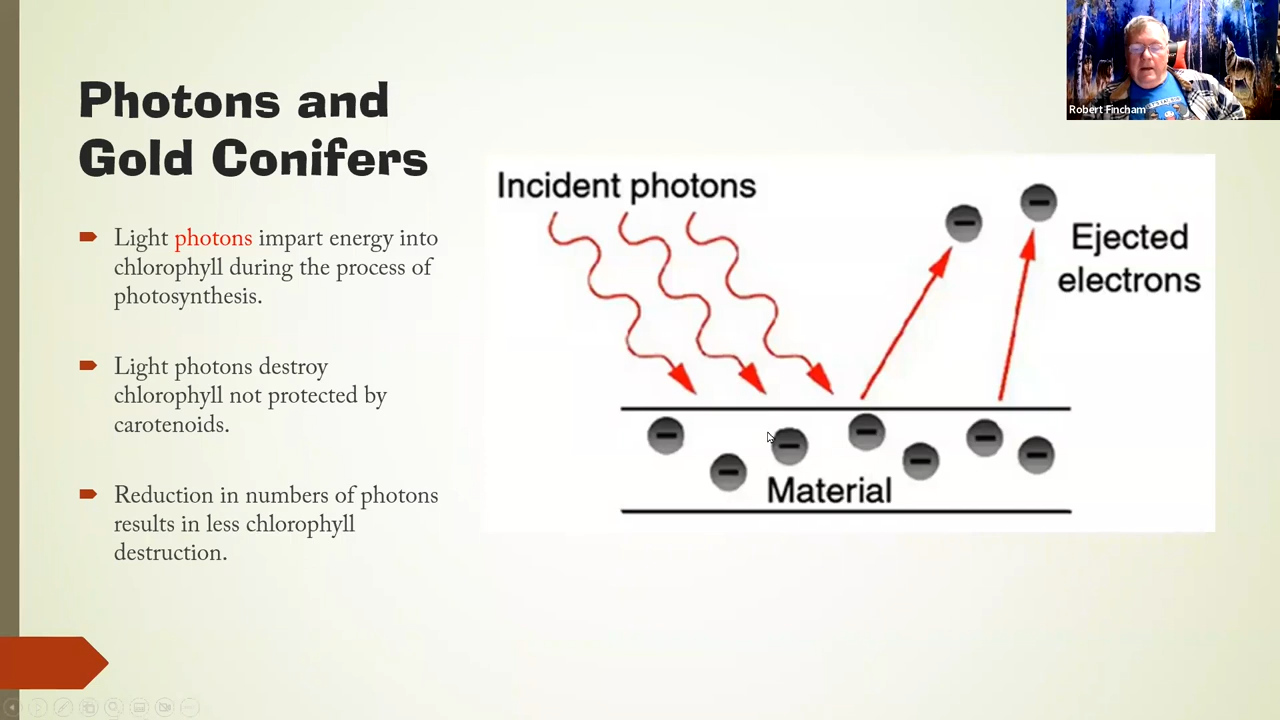 Photons and
Gold Conifers
Light photons impart energy into
chlorophyll during the process of
photosynthesis.
Light photons destroy
chlorophyll not protected by
carotenoids.
Reduction in numbers of photons
results in less chlorophyll
destruction.
Incident photons
Ejected
electrons
Material
Robert Fincham